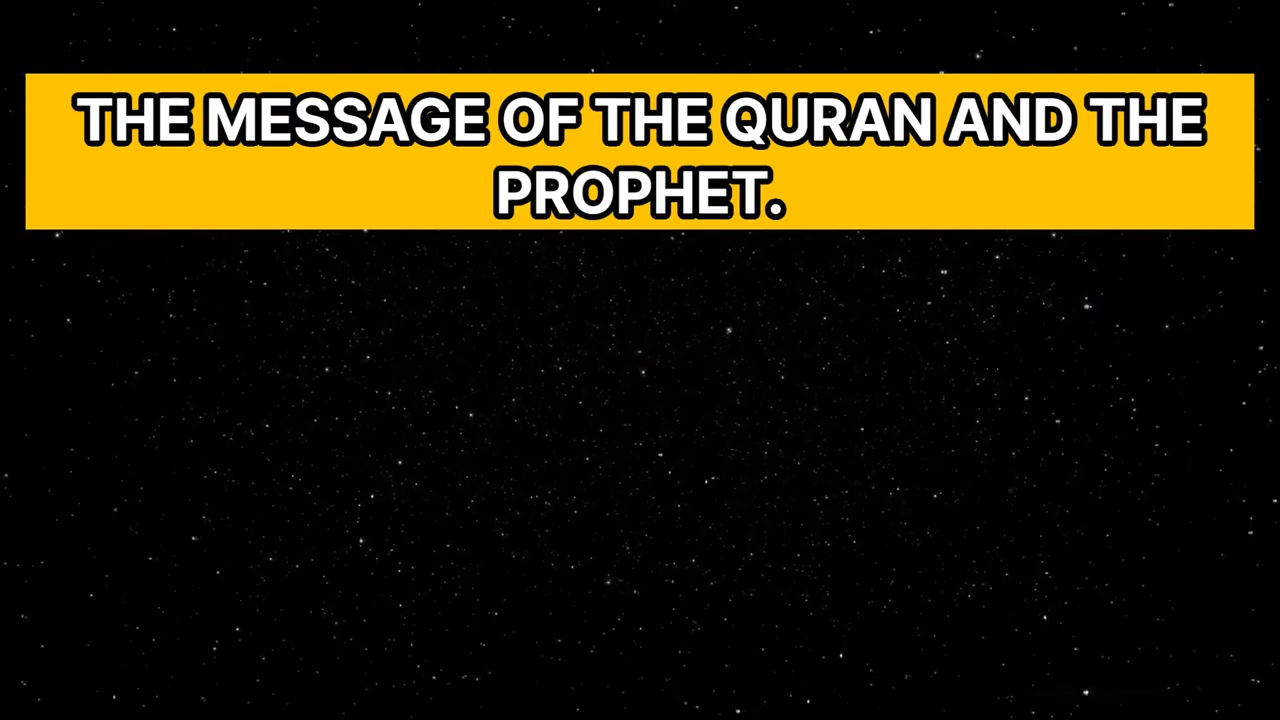 THE MESSAGE OF THE QURAN AND THE
PROPHET.